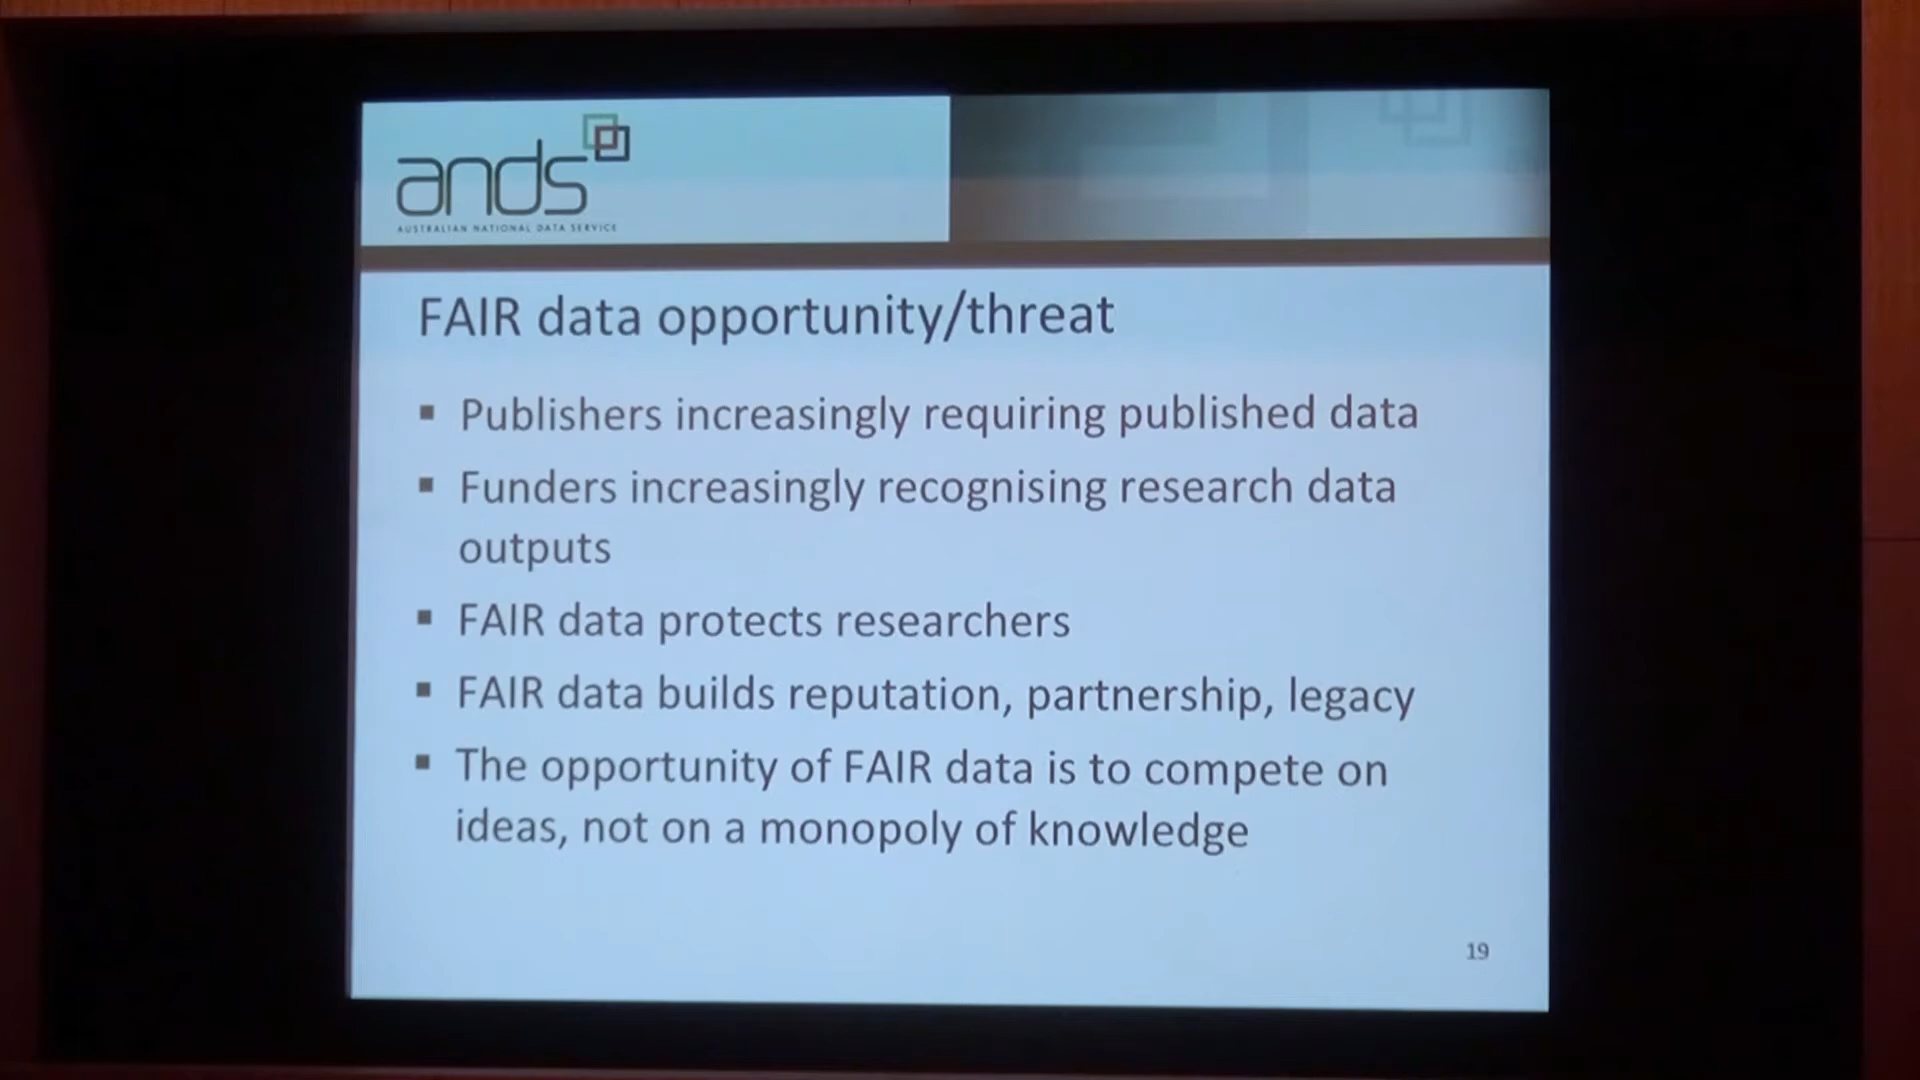 ands
AUSTRALIAN NATIONAL DATA SERVICE
FAIR data opportunity/threat
▪ Publishers increasingly requiring published data
▪ Funders increasingly recognising research data
outputs
▪ FAIR data protects researchers
▪ FAIR data builds reputation, partnership, legacy
▪ The opportunity of FAIR data is to compete on
ideas, not on a monopoly of knowledge
19